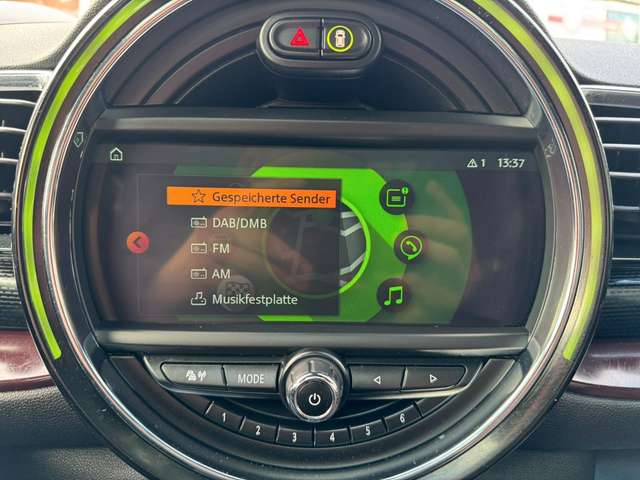 1 13:37
Gespeicherte Sender
DAB/DMB
FM
AM
Musikfestplatte
MODE
1 2 3 4 5 6